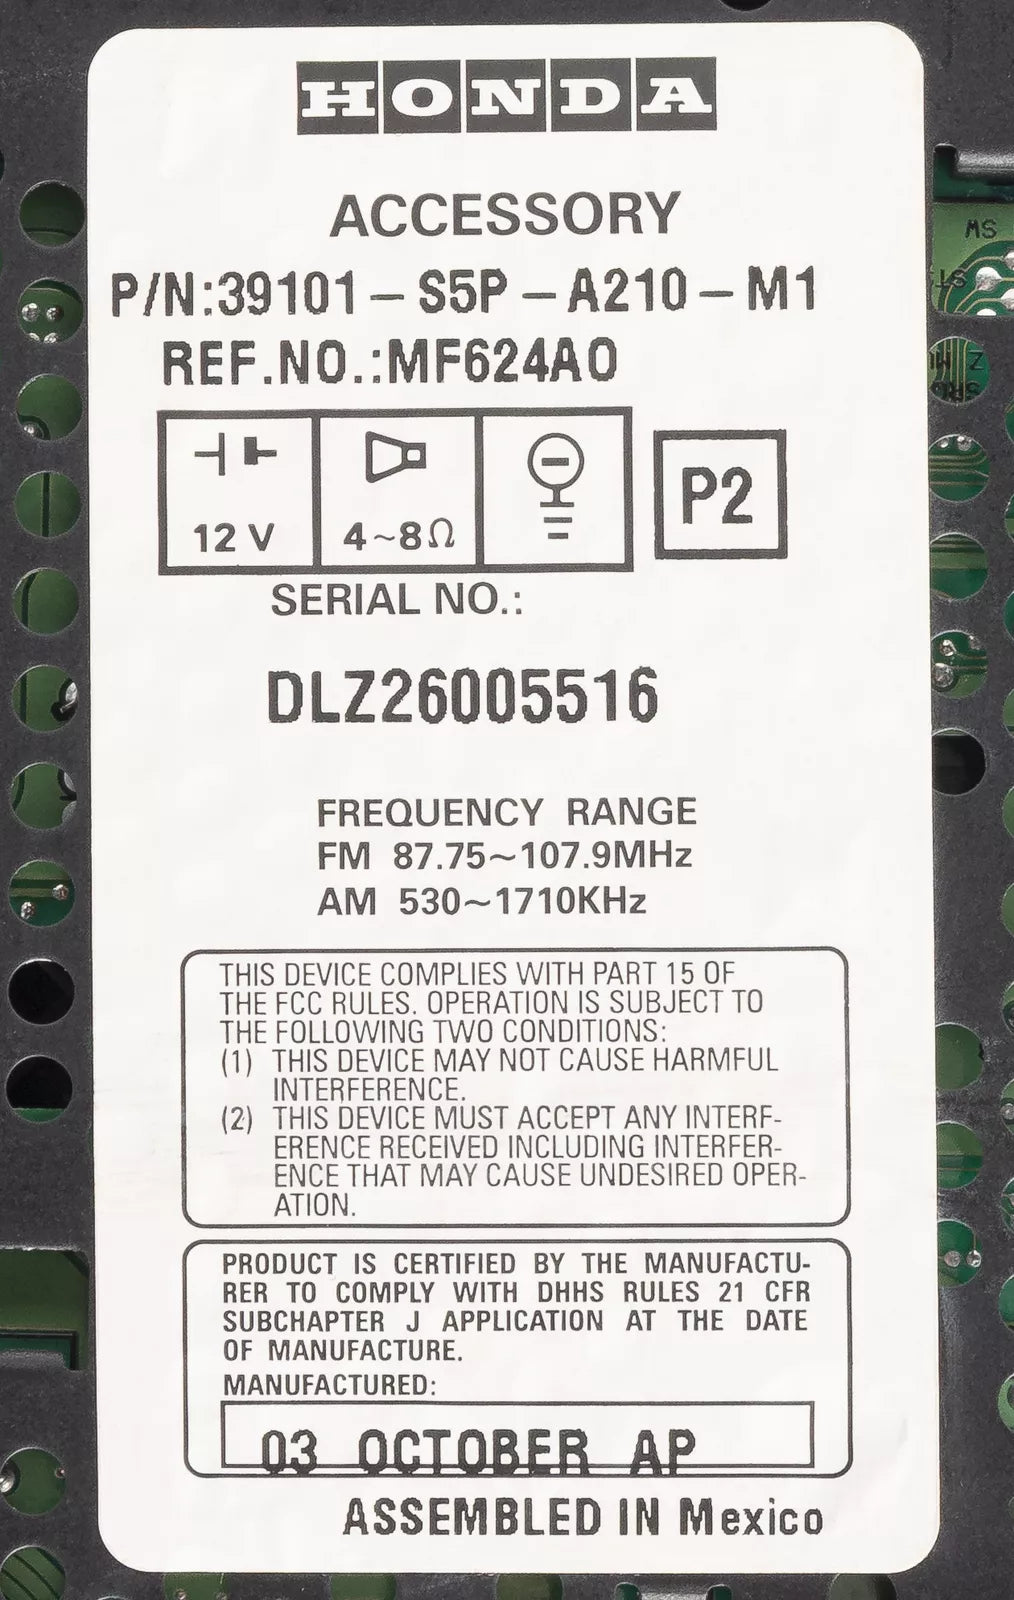 HONDA
ACCESSORY
P/N:39101-S5P-A210-M1
REF.NO.:MF624A0
12V 4~8Ω P2
SERIAL NO.:
DLZ26005516
FREQUENCY RANGE
FM 87.75~107.9MHz
AM 530~1710KHz
THIS DEVICE COMPLIES WITH PART 15 OF
THE FCC RULES. OPERATION IS SUBJECT TO
THE FOLLOWING TWO CONDITIONS:
(1) THIS DEVICE MAY NOT CAUSE HARMFUL
INTERFERENCE.
(2) THIS DEVICE MUST ACCEPT ANY INTERF-
ERENCE RECEIVED INCLUDING INTERFER-
ENCE THAT MAY CAUSE UNDESIRED OPER-
ATION.
PRODUCT IS CERTIFIED BY THE MANUFACTU-
RER TO COMPLY WITH DHHS RULES 21 CFR
SUBCHAPTER J APPLICATION AT THE DATE
OF MANUFACTURE.
MANUFACTURED:
03 OCTOBER AP
ASSEMBLED IN Mexico